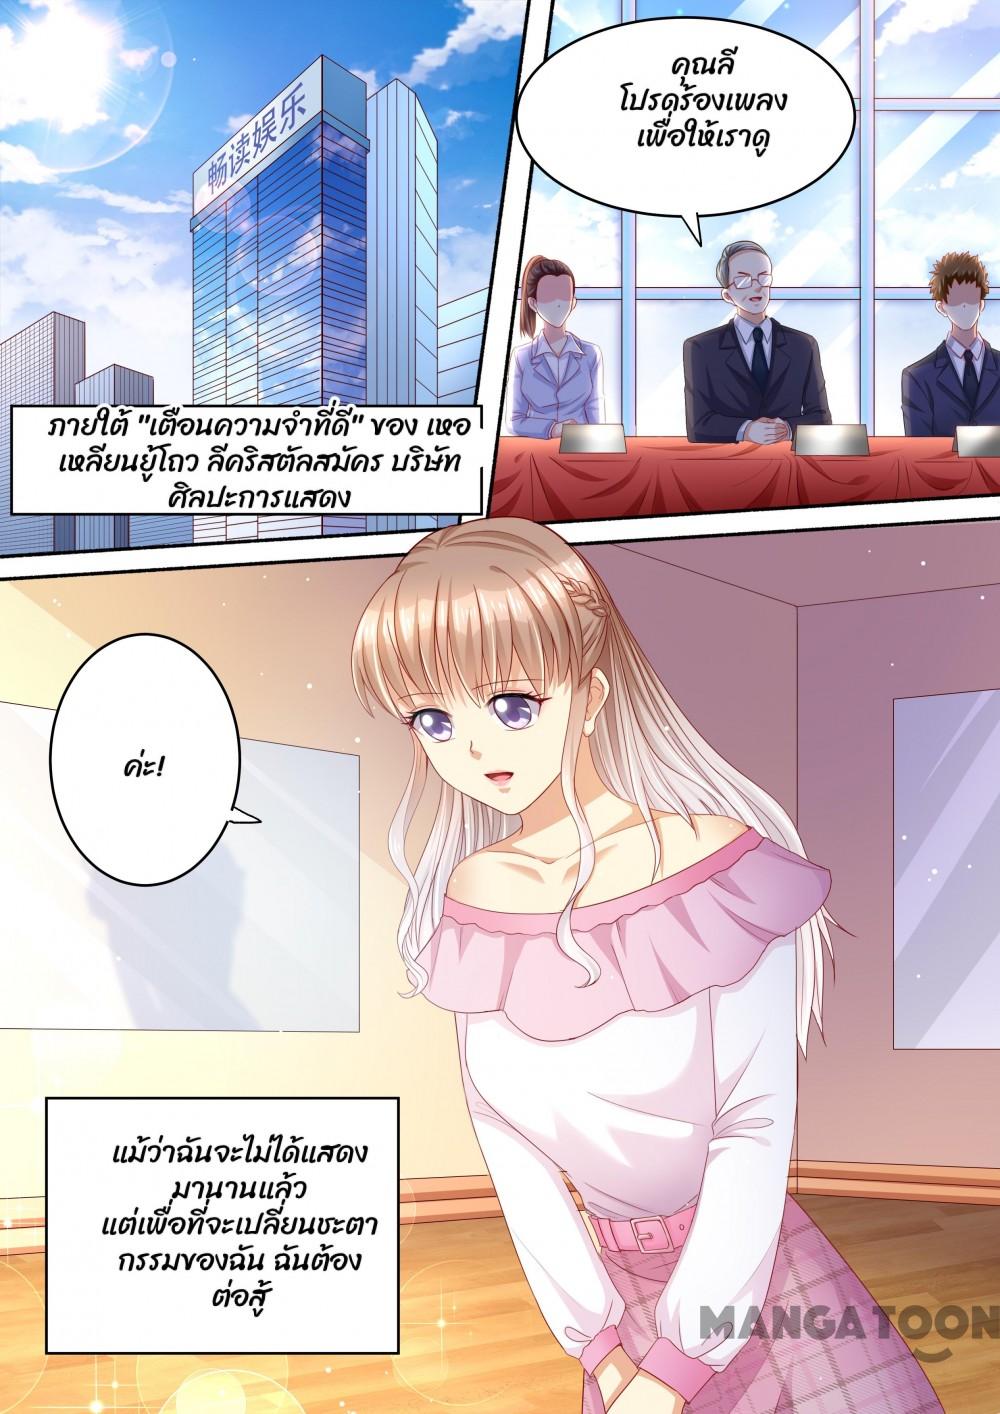 畅读娱乐
ภายใต้ "เตือนความจำที่ดี" ของ เหอ
เหลียนยู้โถว ลีคริสตัลสมัคร บริษัท
ศิลปะการแสดง
คุณลี
โปรดร้องเพลง
เพื่อให้เราดู
ค่ะ!
แม้ว่าฉันจะไม่ได้แสดง
มานานแล้ว
แต่เพื่อที่จะเปลี่ยนชะตา
กรรมของฉัน ฉันต้อง
ต่อสู้
MANGATOON